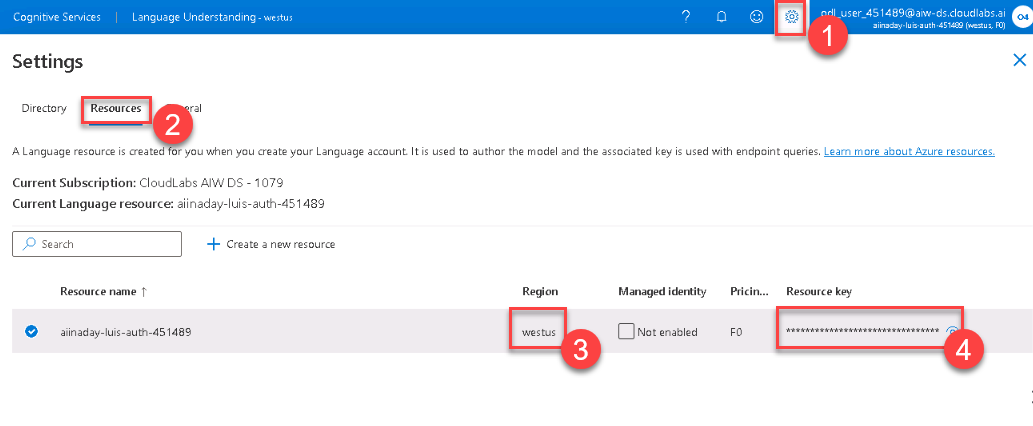 Cognitive Services | Language Understanding - westus
?
odl_user_451489@aiw-ds.cloudlabs.ai
aiinaday-luis-auth-451489 (westus, F0)
1
Settings
Directory Resources
2
A Language resource is created for you when you create your Language account. It is used to author the model and the associated key is used with endpoint queries. Learn more about Azure resources.
Current Subscription: CloudLabs AIW DS - 1079
Current Language resource: aiinaday-luis-auth-451489
Search
+ Create a new resource
Resource name ↑ Region Managed identity Pricin... Resource key
aiinaday-luis-auth-451489 westus Not enabled F0 ********************************
3
4